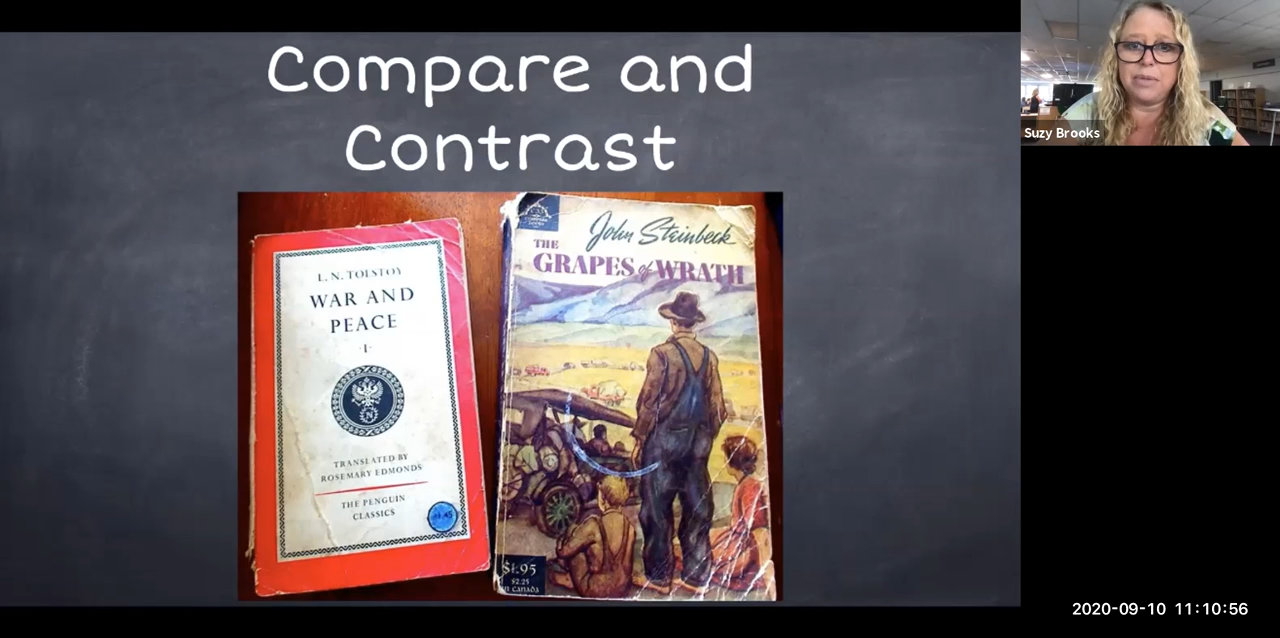 Compare and
Contrast
L. N. TOLSTOY
WAR AND
PEACE
·I·
N
TRANSLATED BY
ROSEMARY EDMONDS
THE PENGUIN
CLASSICS
John Steinbeck
THE
GRAPES of WRATH
$1.95
$2.25
IN CANADA
Suzy Brooks
2020-09-10 11:10:56